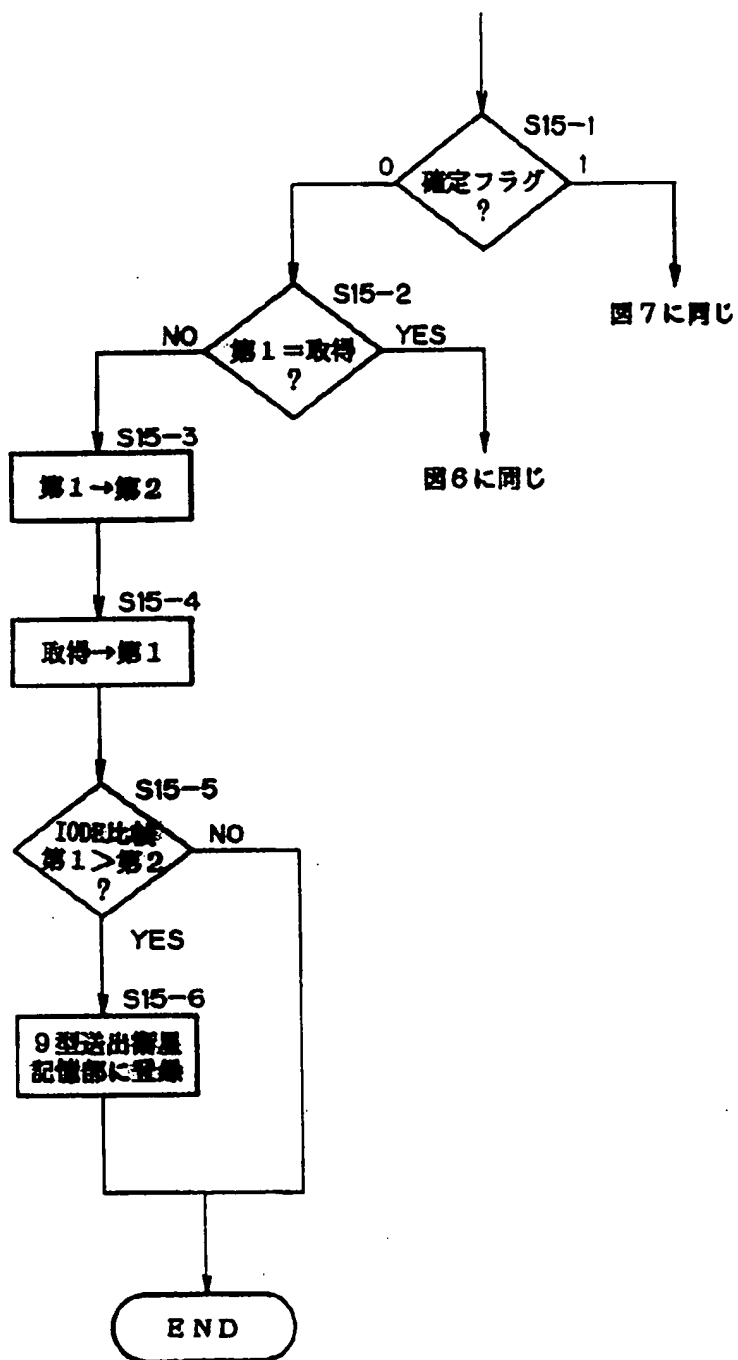 S15-1
0
1
確定フラグ
?
S15-2
図7に同じ
NO
YES
第1=取得
?
S15-3
図6に同じ
第1→第2
S15-4
取得→第1
S15-5
IODE比較
NO
第1>第2
?
YES
S15-6
9型送出衛星
記憶部に登録
END